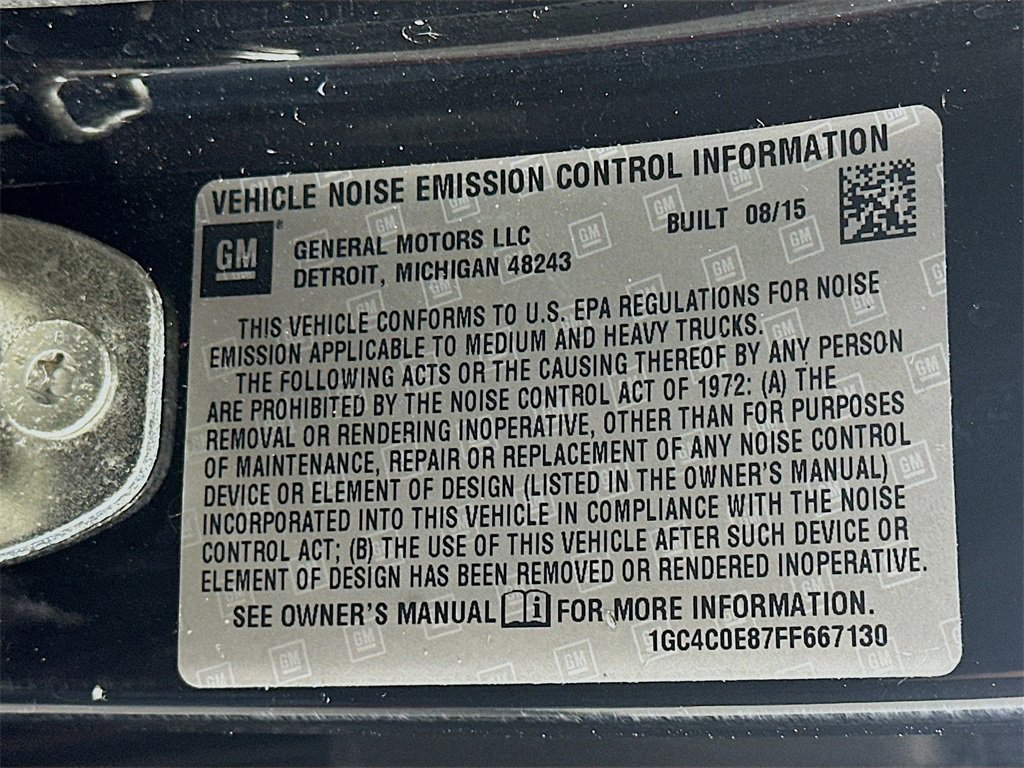 VEHICLE NOISE EMISSION CONTROL INFORMATION
GM
GENERAL MOTORS LLC
DETROIT, MICHIGAN 48243
BUILT 08/15
THIS VEHICLE CONFORMS TO U.S. EPA REGULATIONS FOR NOISE
EMISSION APPLICABLE TO MEDIUM AND HEAVY TRUCKS.
THE FOLLOWING ACTS OR THE CAUSING THEREOF BY ANY PERSON
ARE PROHIBITED BY THE NOISE CONTROL ACT OF 1972: (A) THE
REMOVAL OR RENDERING INOPERATIVE, OTHER THAN FOR PURPOSES
OF MAINTENANCE, REPAIR OR REPLACEMENT OF ANY NOISE CONTROL
DEVICE OR ELEMENT OF DESIGN (LISTED IN THE OWNER'S MANUAL)
INCORPORATED INTO THIS VEHICLE IN COMPLIANCE WITH THE NOISE
CONTROL ACT; (B) THE USE OF THIS VEHICLE AFTER SUCH DEVICE OR
ELEMENT OF DESIGN HAS BEEN REMOVED OR RENDERED INOPERATIVE.
SEE OWNER'S MANUAL i FOR MORE INFORMATION.
1GC4C0E87FF667130